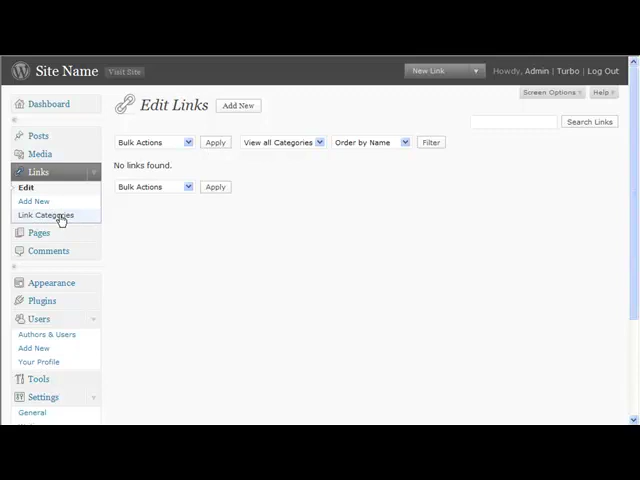 Site Name Visit Site New Link Howdy, Admin | Turbo | Log Out
Screen Options Help
Dashboard
Edit Links Add New
Search Links
Posts
Bulk Actions Apply View all Categories Order by Name Filter
Media
No links found.
Links
Edit
Bulk Actions Apply
Add New
Link Categories
Pages
Comments
Appearance
Plugins
Users
Authors & Users
Add New
Your Profile
Tools
Settings
General